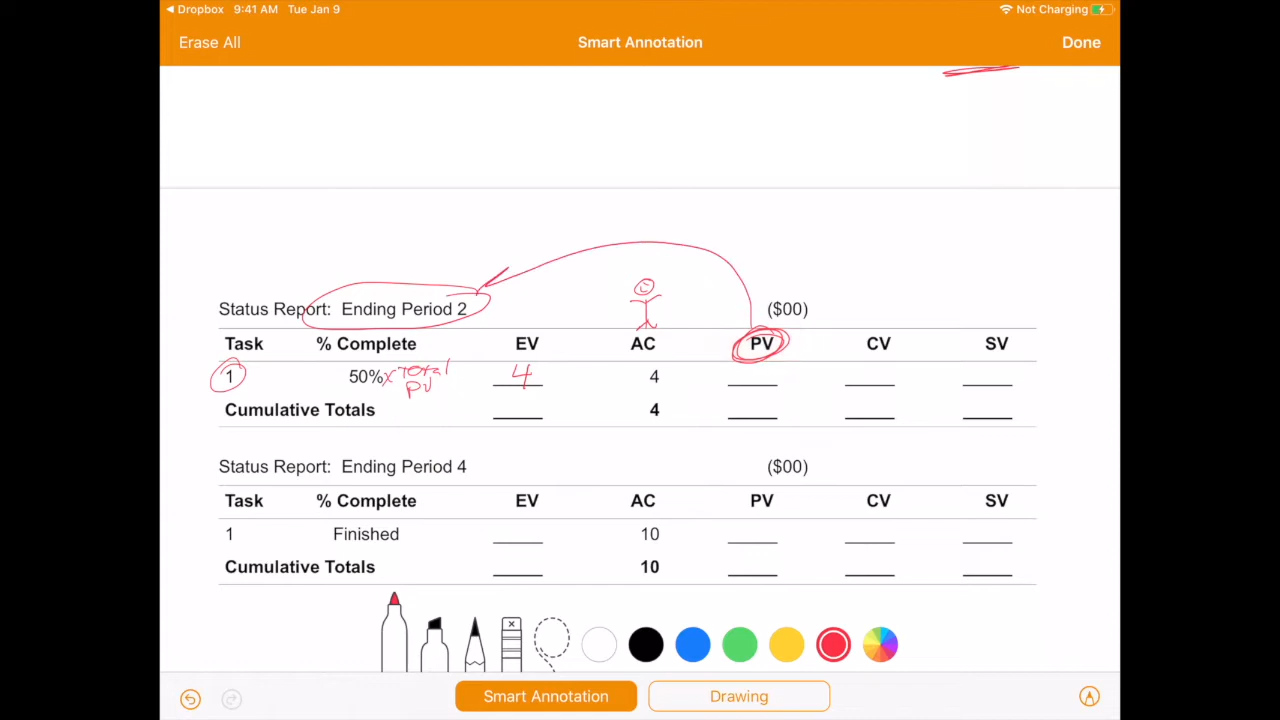 Dropbox 9:41 AM Tue Jan 9 Not Charging
Erase All Smart Annotation Done
Status Report: Ending Period 2 ($00)
Task % Complete EV AC PV CV SV
1 50% x Total PV 4 4
Cumulative Totals 4
Status Report: Ending Period 4 ($00)
Task % Complete EV AC PV CV SV
1 Finished 10
Cumulative Totals 10
Smart Annotation Drawing